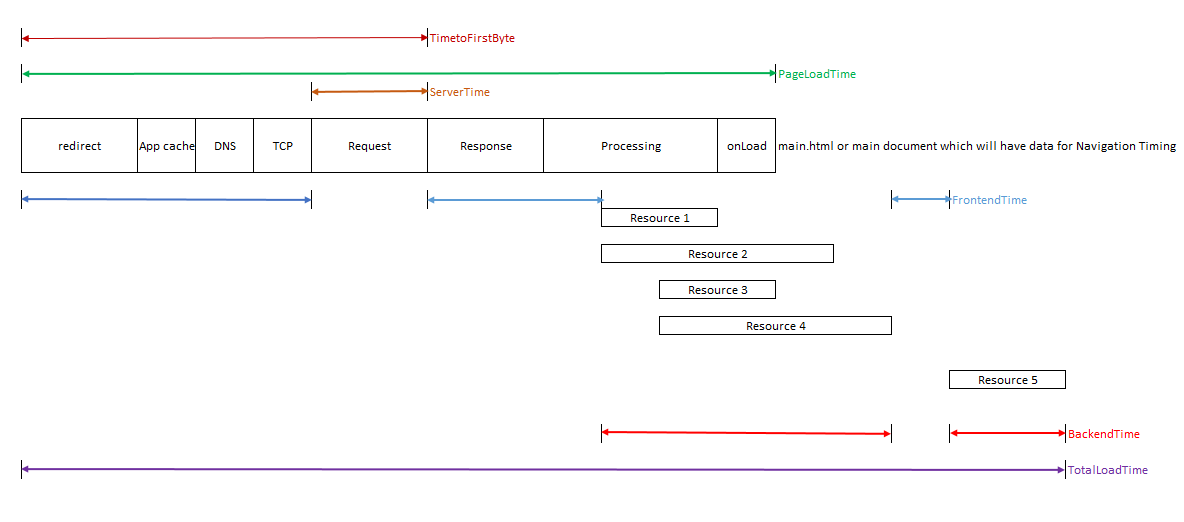 TimetoFirstByte
PageLoadTime
ServerTime
redirect App cache DNS TCP Request Response Processing onLoad main.html or main document which will have data for Navigation Timing
FrontendTime
Resource 1
Resource 2
Resource 3
Resource 4
Resource 5
BackendTime
TotalLoadTime